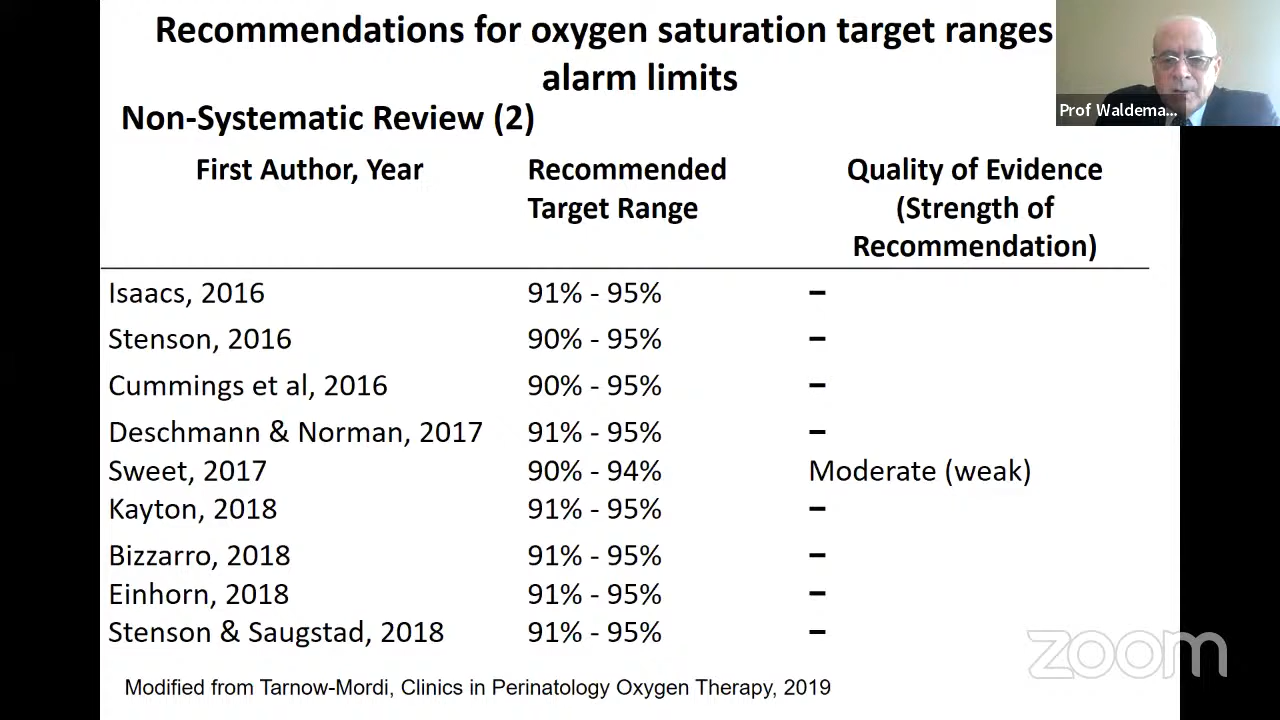 Recommendations for oxygen saturation target ranges
alarm limits
Prof Waldema...
Non-Systematic Review (2)
First Author, Year Recommended Target Range Quality of Evidence (Strength of Recommendation)
Isaacs, 2016 91% - 95% –
Stenson, 2016 90% - 95% –
Cummings et al, 2016 90% - 95% –
Deschmann & Norman, 2017 91% - 95% –
Sweet, 2017 90% - 94% Moderate (weak)
Kayton, 2018 91% - 95% –
Bizzarro, 2018 91% - 95% –
Einhorn, 2018 91% - 95% –
Stenson & Saugstad, 2018 91% - 95% –
zoom
Modified from Tarnow-Mordi, Clinics in Perinatology Oxygen Therapy, 2019